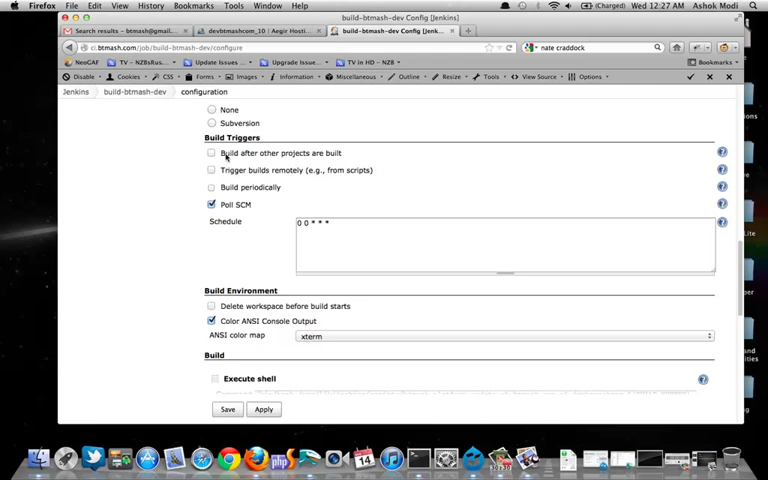 Firefox File Edit View History Bookmarks Tools Window Help (Charged) Wed 12:27 AM Ashok Modi
build-btmash-dev Config [Jenkins]
Search results - btmash@gmail... devbtmashcom_10 | Aegir Hosti... build-btmash-dev Config [Jenk...
ci.btmash.com/job/build-btmash-dev/configure nate craddock
NeoGAF TV - NZBsRus... Update Issues ... Upgrade Issue... TV in HD - NZB Bookmarks
Disable Cookies CSS Forms Images Information Miscellaneous Outline Resize Tools View Source Options
Jenkins build-btmash-dev configuration
None
Subversion
Build Triggers
Build after other projects are built
Trigger builds remotely (e.g., from scripts)
Build periodically
Poll SCM
Schedule 0 0 * * *
Build Environment
Delete workspace before build starts
Color ANSI Console Output
ANSI color map xterm
Build
Execute shell
Save Apply